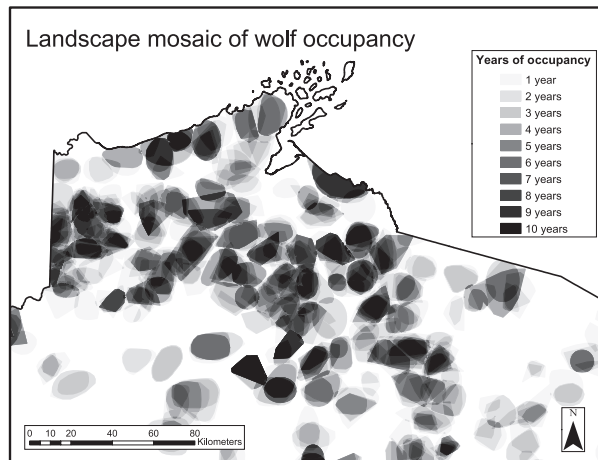 Landscape mosaic of wolf occupancy
Years of occupancy
1 year
2 years
3 years
4 years
5 years
6 years
7 years
8 years
9 years
10 years
0 10 20 40 60 80
Kilometers
N